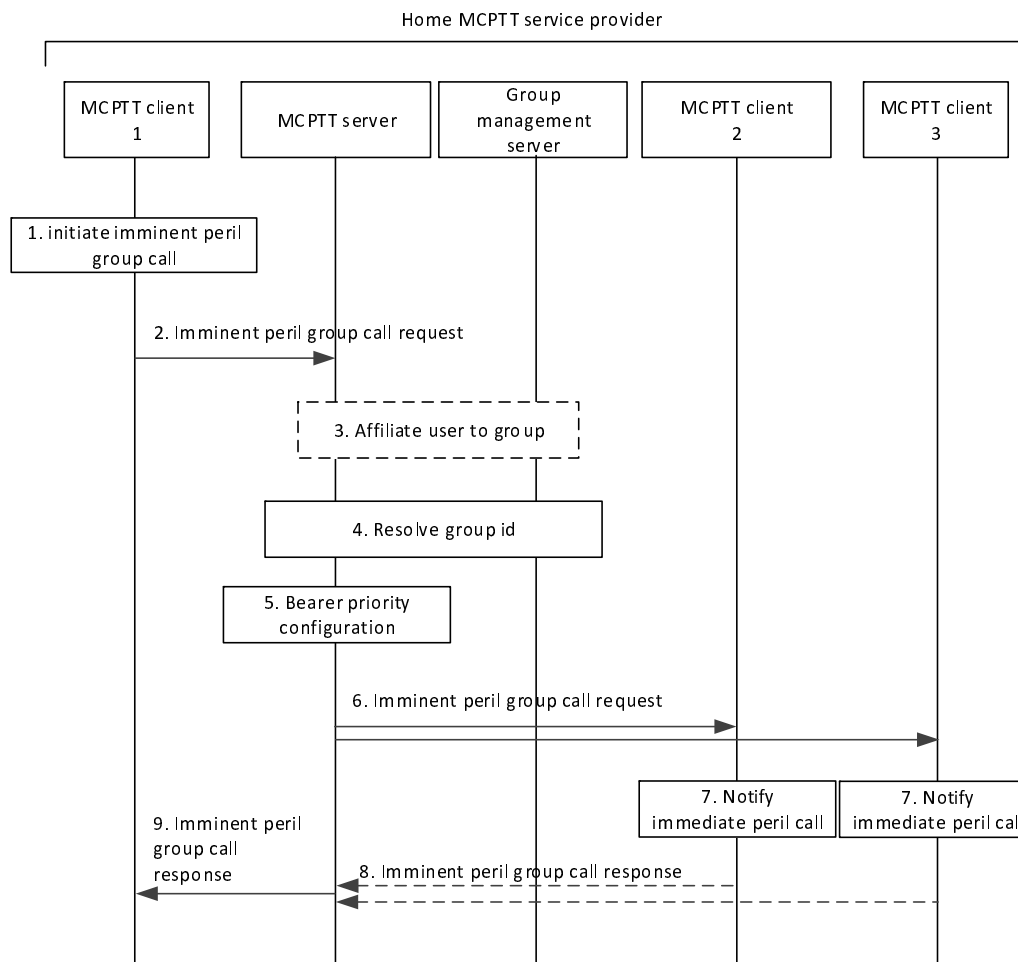 Home MCPTT service provider
MCPTT client
1
MCPTT server
Group
management
server
MCPTT client
2
MCPTT client
3
1. initiate imminent peril
group call
2. Imminent peril group call request
3. Affiliate user to group
4. Resolve group id
5. Bearer priority
configuration
6. Imminent peril group call request
7. Notify
immediate peril call
7. Notify
immediate peril call
9. Imminent peril
group call
response
8. Imminent peril group call response